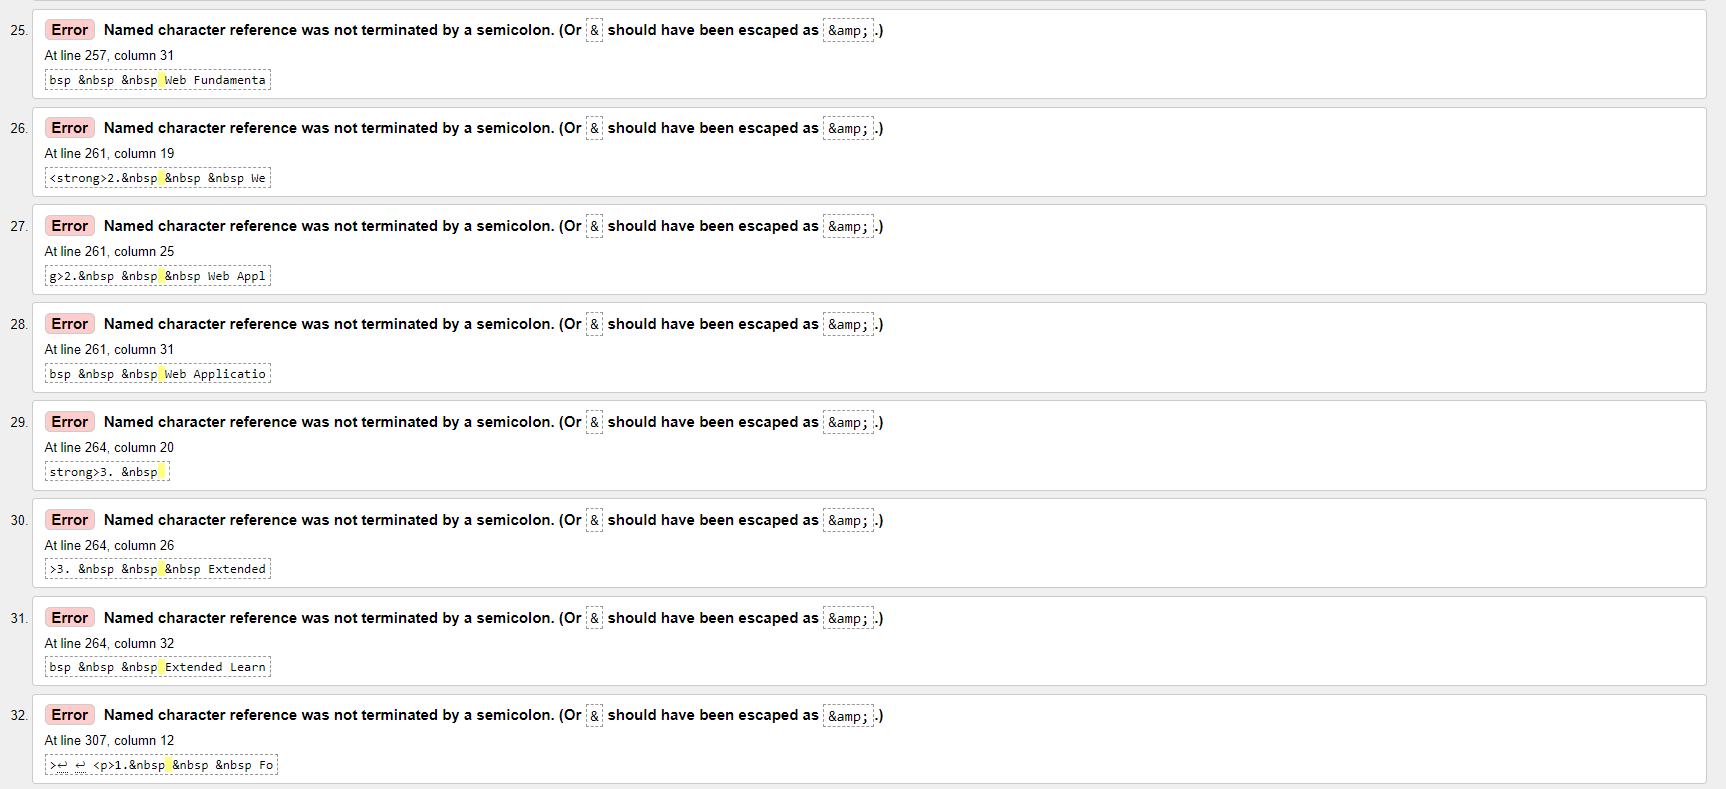 25. Error Named character reference was not terminated by a semicolon. (Or & should have been escaped as &amp; .)
At line 257, column 31
bsp &nbsp &nbsp Web Fundamenta
26. Error Named character reference was not terminated by a semicolon. (Or & should have been escaped as &amp; .)
At line 261, column 19
<strong>2.&nbsp &nbsp &nbsp We
27. Error Named character reference was not terminated by a semicolon. (Or & should have been escaped as &amp; .)
At line 261, column 25
g>2.&nbsp &nbsp &nbsp Web Appl
28. Error Named character reference was not terminated by a semicolon. (Or & should have been escaped as &amp; .)
At line 261, column 31
bsp &nbsp &nbsp Web Applicatio
29. Error Named character reference was not terminated by a semicolon. (Or & should have been escaped as &amp; .)
At line 264, column 20
strong>3. &nbsp
30. Error Named character reference was not terminated by a semicolon. (Or & should have been escaped as &amp; .)
At line 264, column 26
>3. &nbsp &nbsp &nbsp Extended
31. Error Named character reference was not terminated by a semicolon. (Or & should have been escaped as &amp; .)
At line 264, column 32
bsp &nbsp &nbsp Extended Learn
32. Error Named character reference was not terminated by a semicolon. (Or & should have been escaped as &amp; .)
At line 307, column 12
>↩ ↩ <p>1.&nbsp &nbsp &nbsp Fo